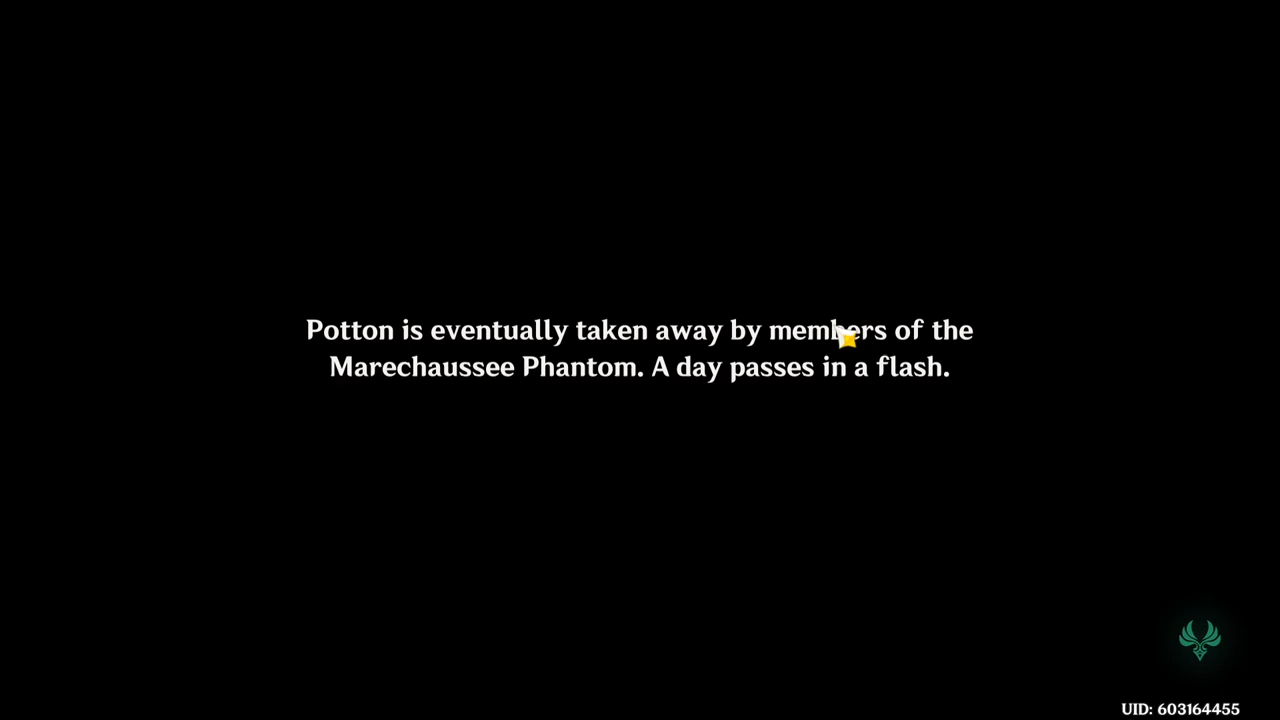 Potton is eventually taken away by members of the
Marechaussee Phantom. A day passes in a flash.
UID: 603164455